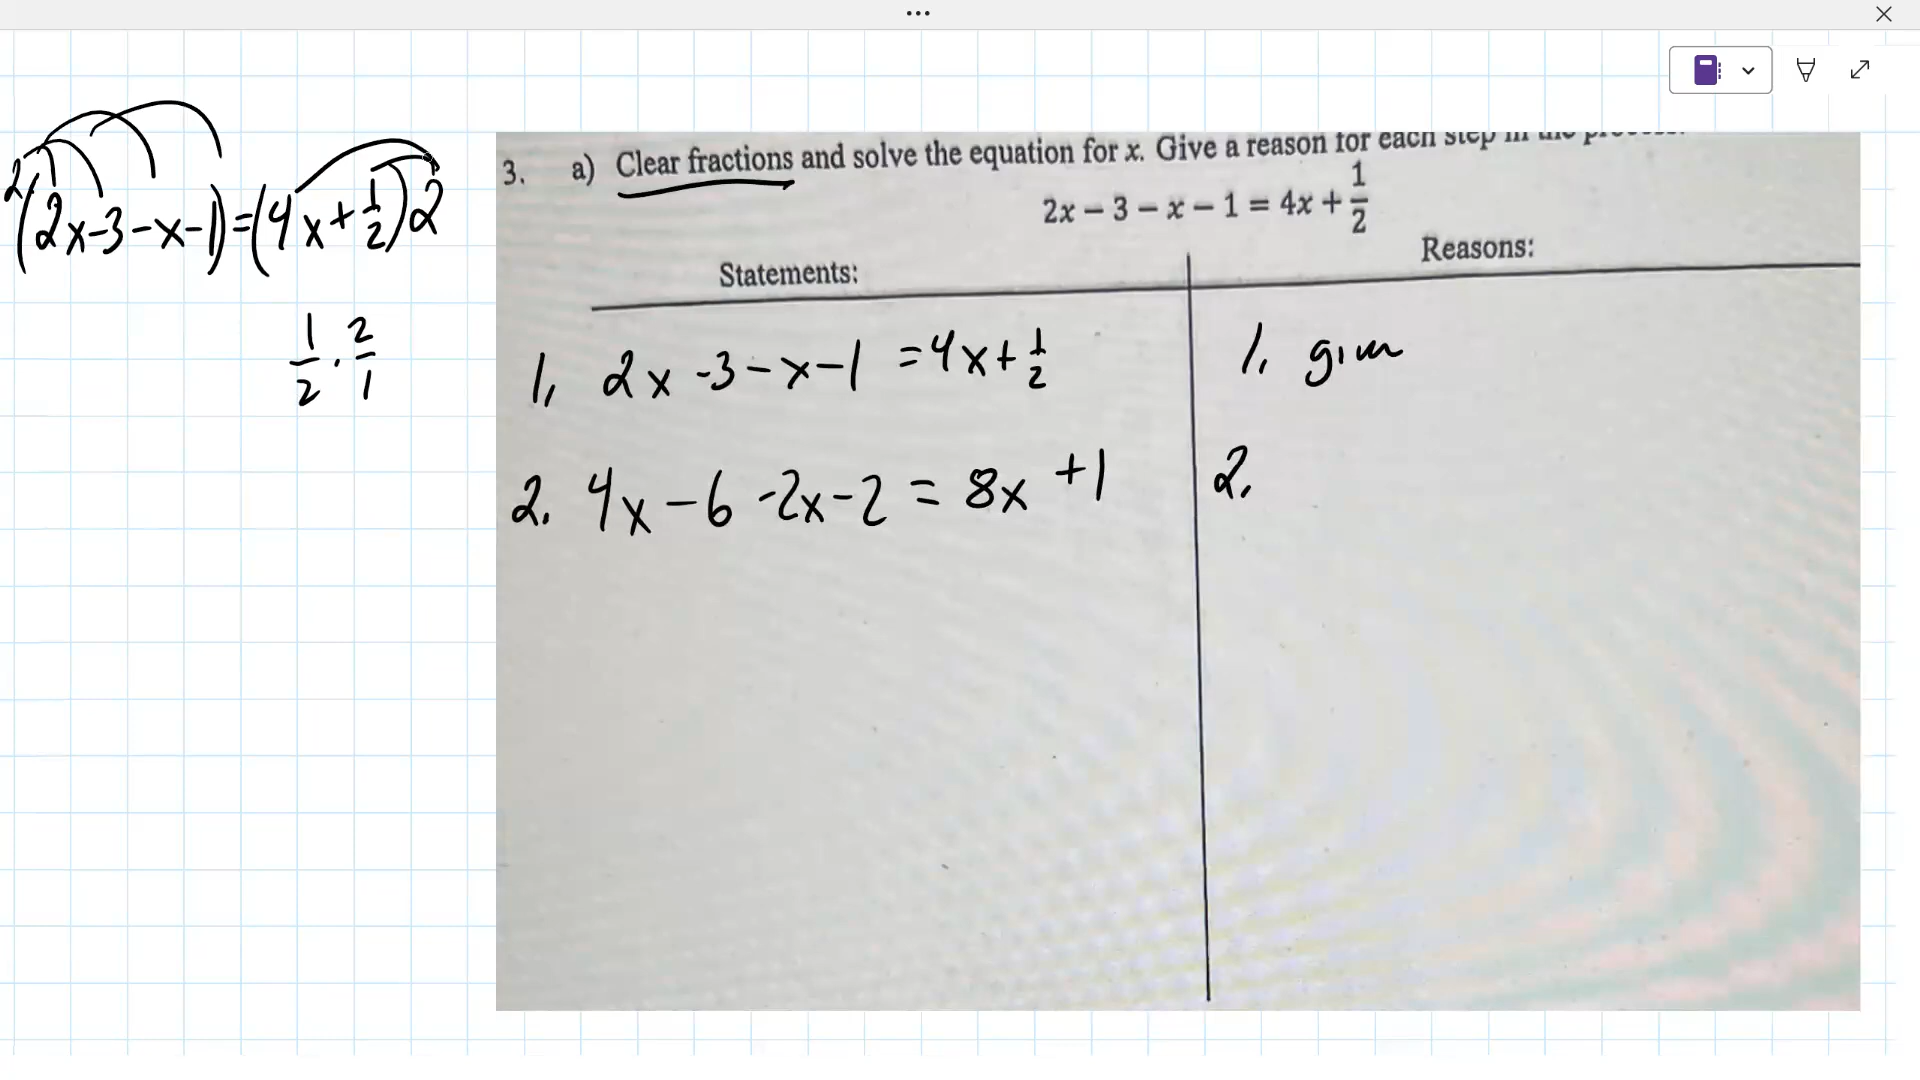 2(2x-3-x-1)=(4x+1/2)2
1/2 · 2/1
3. a) Clear fractions and solve the equation for x. Give a reason for each step in the
2x – 3 – x – 1 = 4x + 1/2
Statements: Reasons:
1, 2x -3-x-1 =4x+1/2 1. given
2. 4x-6 -2x-2 = 8x +1 2.